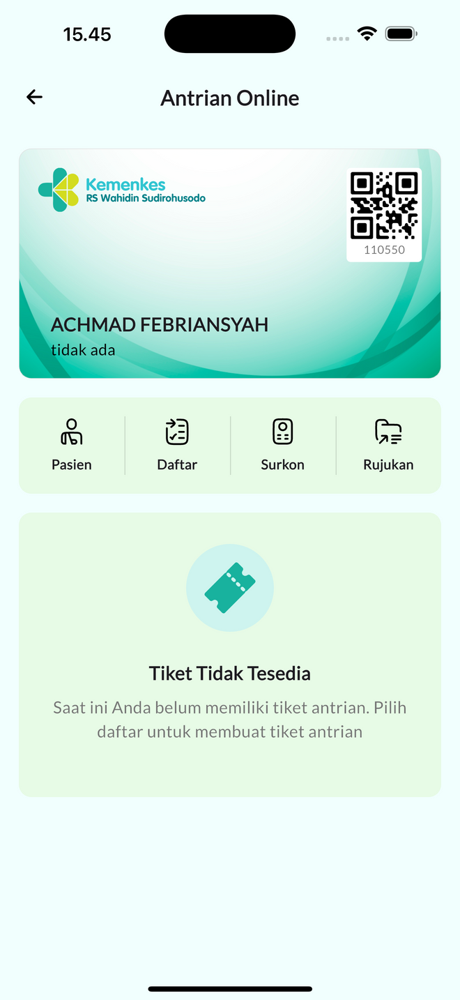 15.45
Antrian Online
Kemenkes
RS Wahidin Sudirohusodo
110550
ACHMAD FEBRIANSYAH
tidak ada
Pasien
Daftar
Surkon
Rujukan
Tiket Tidak Tesedia
Saat ini Anda belum memiliki tiket antrian. Pilih
daftar untuk membuat tiket antrian